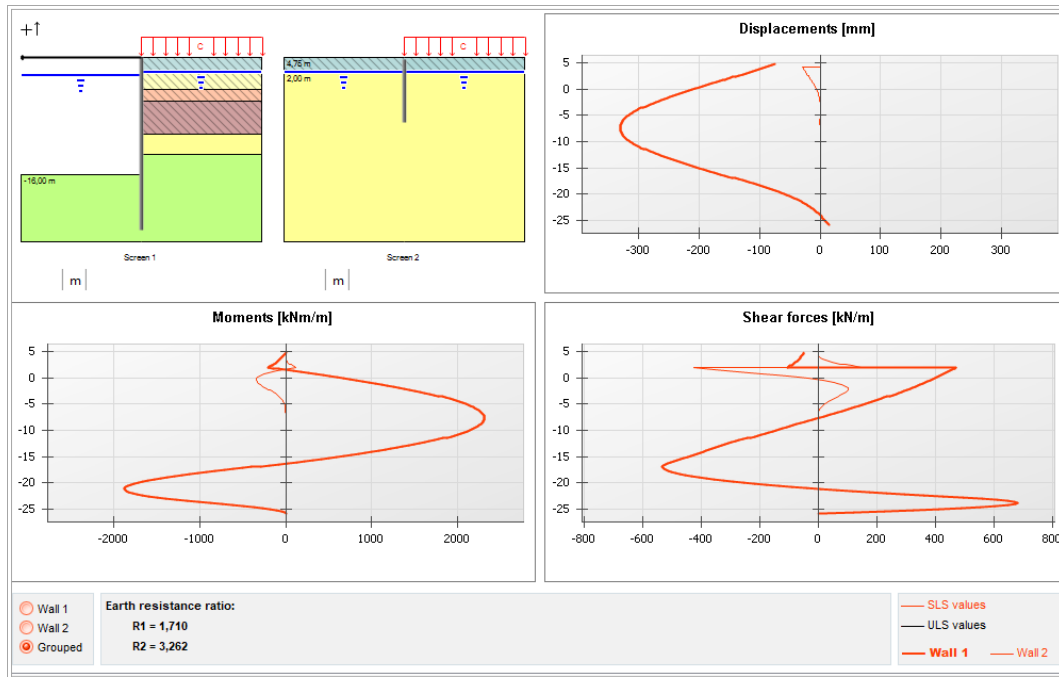 +↑
C
-16,00 m
Screen 1
m
C
4,75 m
2,00 m
Screen 2
m
Displacements [mm]
5
0
-5
-10
-15
-20
-25
-300 -200 -100 0 100 200 300
Moments [kNm/m]
5
0
-5
-10
-15
-20
-25
-2000 -1000 0 1000 2000
Shear forces [kN/m]
5
0
-5
-10
-15
-20
-25
-800 -600 -400 -200 0 200 400 600 800
Wall 1
Wall 2
Grouped
Earth resistance ratio:
R1 = 1,710
R2 = 3,262
SLS values
ULS values
Wall 1 Wall 2